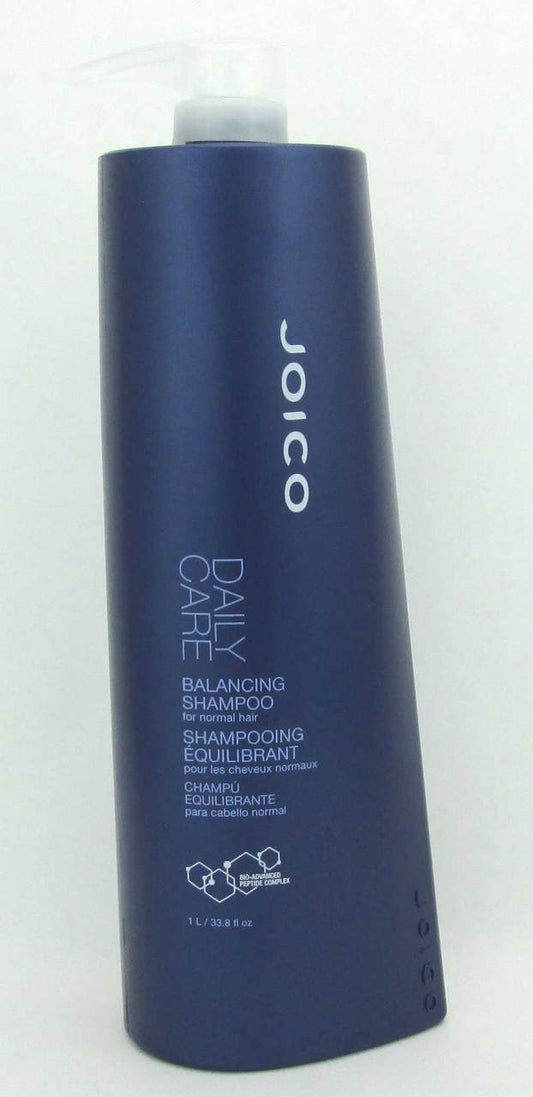 JOICO
DAILY
CARE
BALANCING
SHAMPOO
for normal hair
SHAMPOOING
ÉQUILIBRANT
pour les cheveux normaux
CHAMPÚ
EQUILIBRANTE
para cabello normal
BIO-ADVANCED
PEPTIDE COMPLEX
1 L / 33.8 fl oz
JOICO